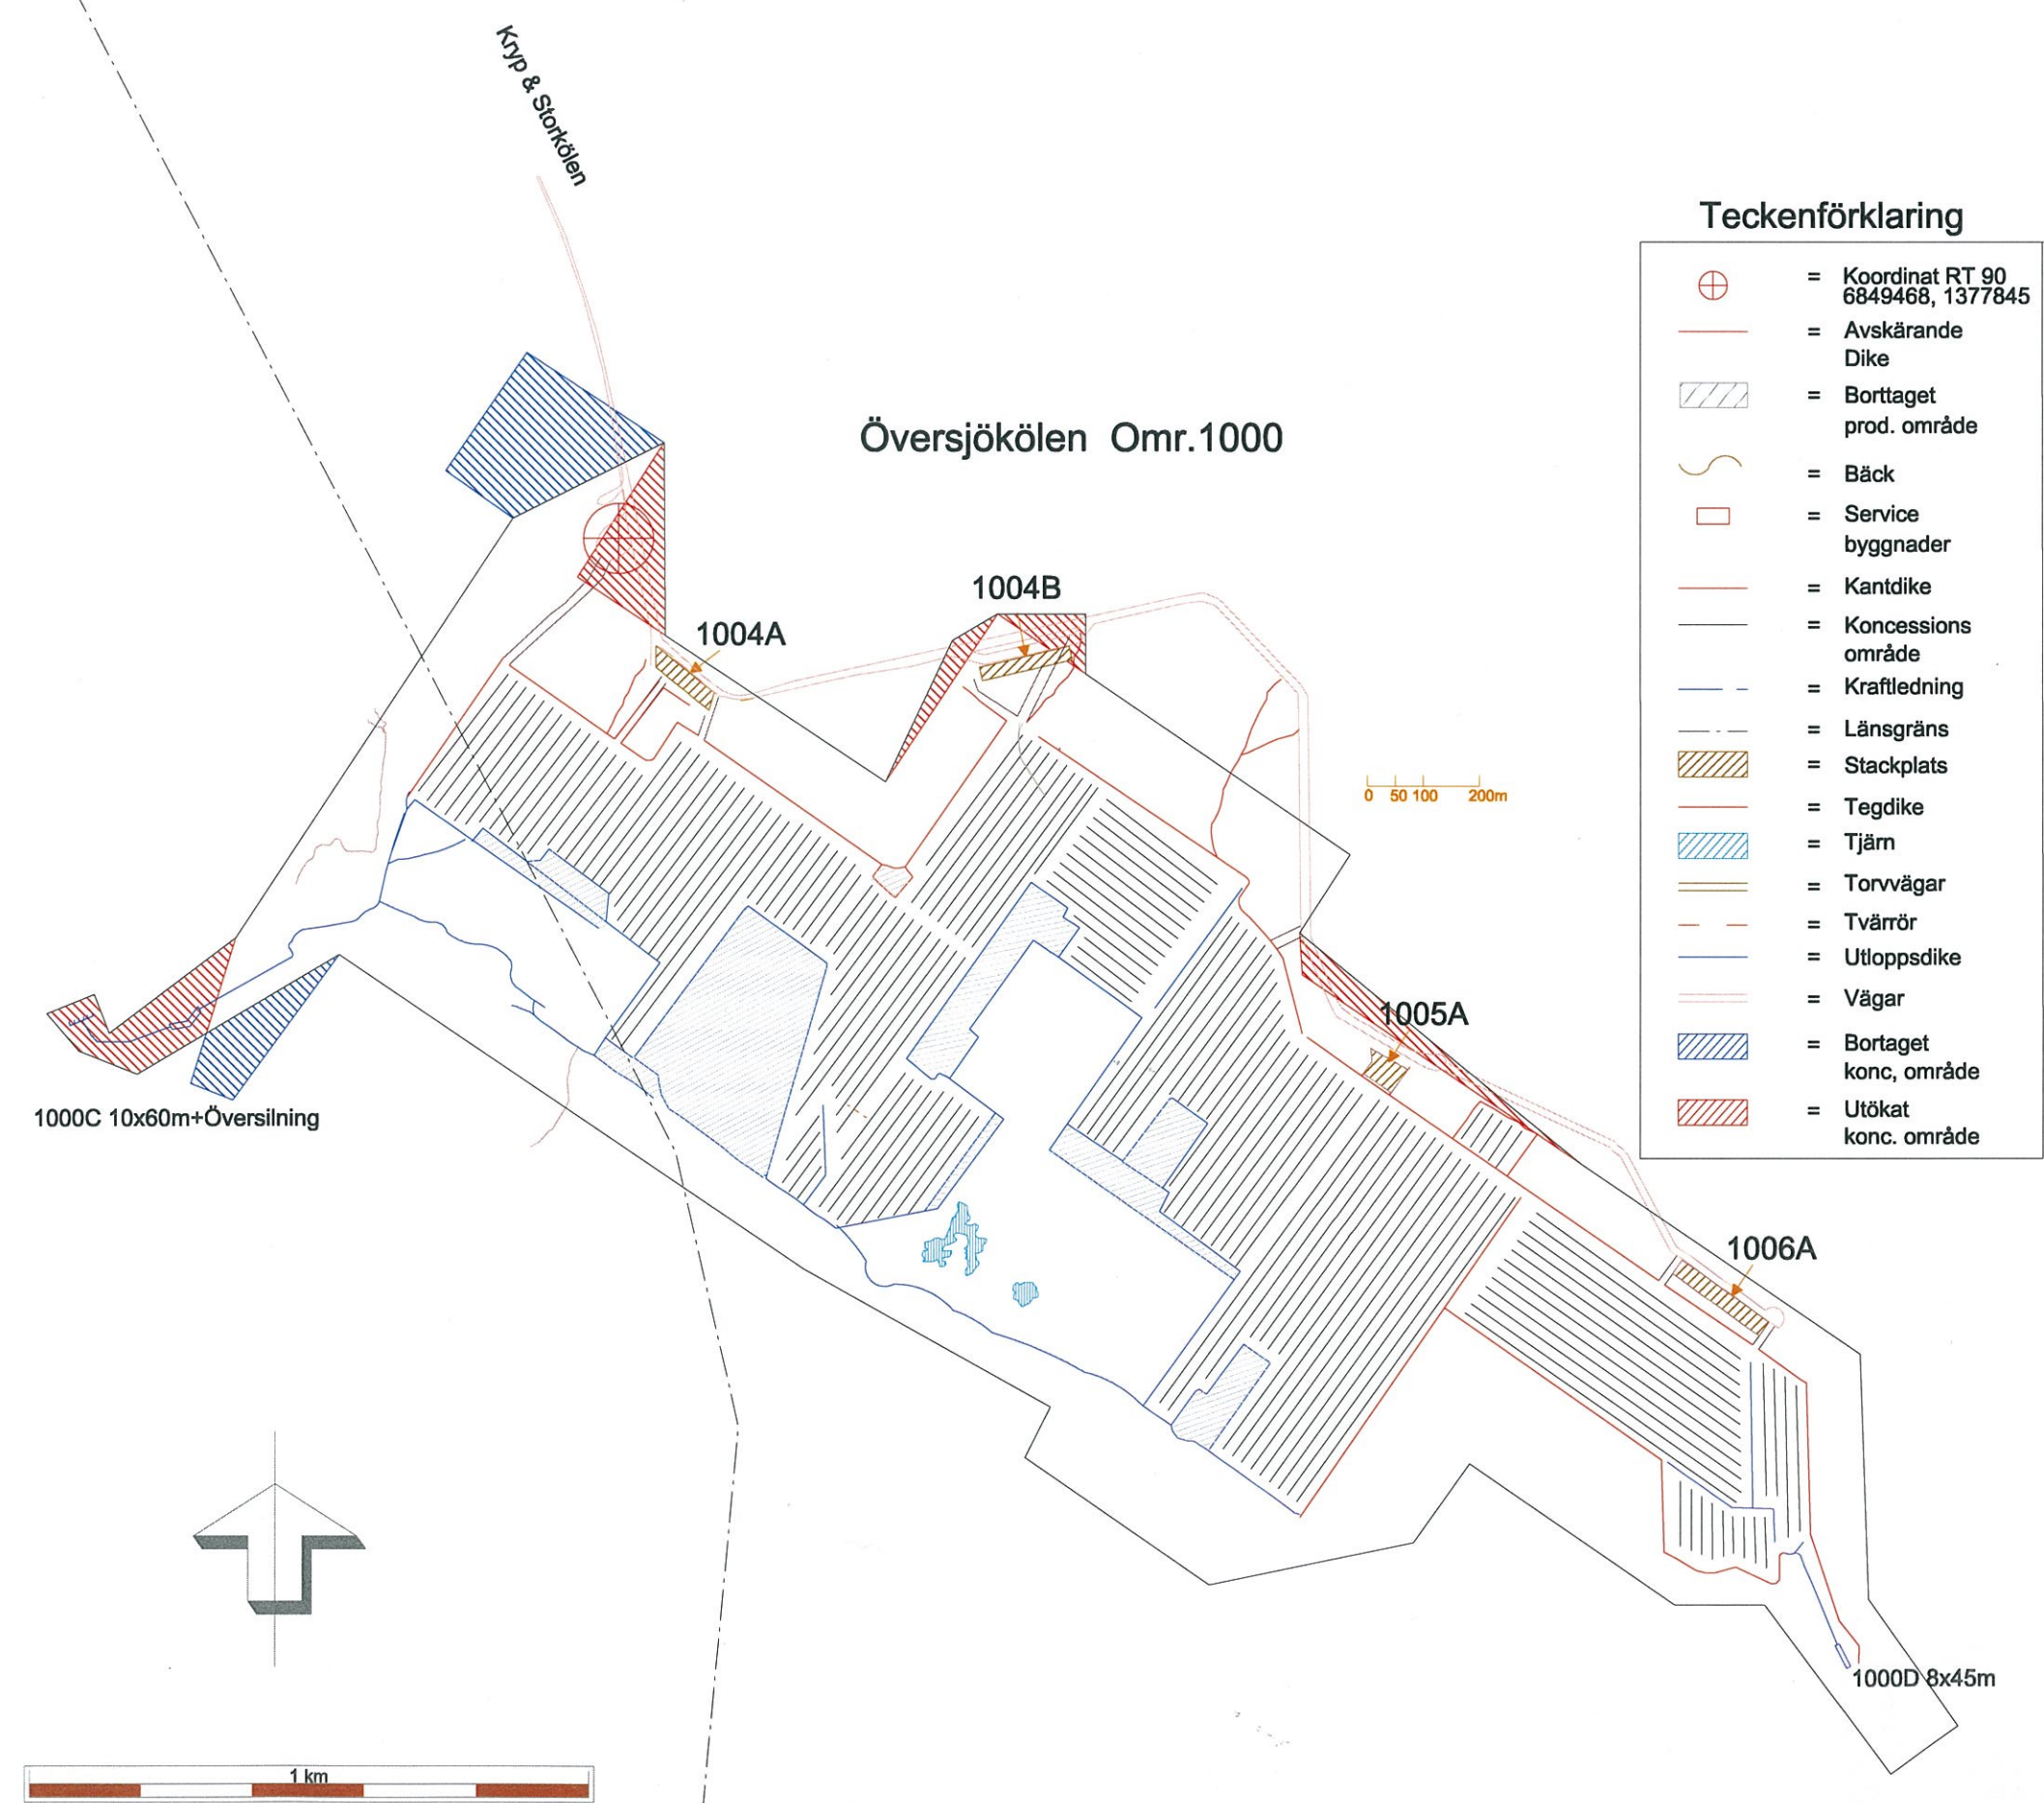 Kryp & Storkölen
Teckenförklaring
= Koordinat RT 90
6849468, 1377845
= Avskärande
Dike
= Borttaget
prod. område
= Bäck
= Service
byggnader
= Kantdike
= Koncessions
område
= Kraftledning
= Länsgräns
= Stackplats
= Tegdike
= Tjärn
= Torvvägar
= Tvärrör
= Utloppsdike
= Vägar
= Bortaget
konc, område
= Utökat
konc. område
Översjökölen Omr.1000
1004B
1004A
0 50 100 200m
1005A
1000C 10x60m+Översilning
1006A
1000D 8x45m
1 km